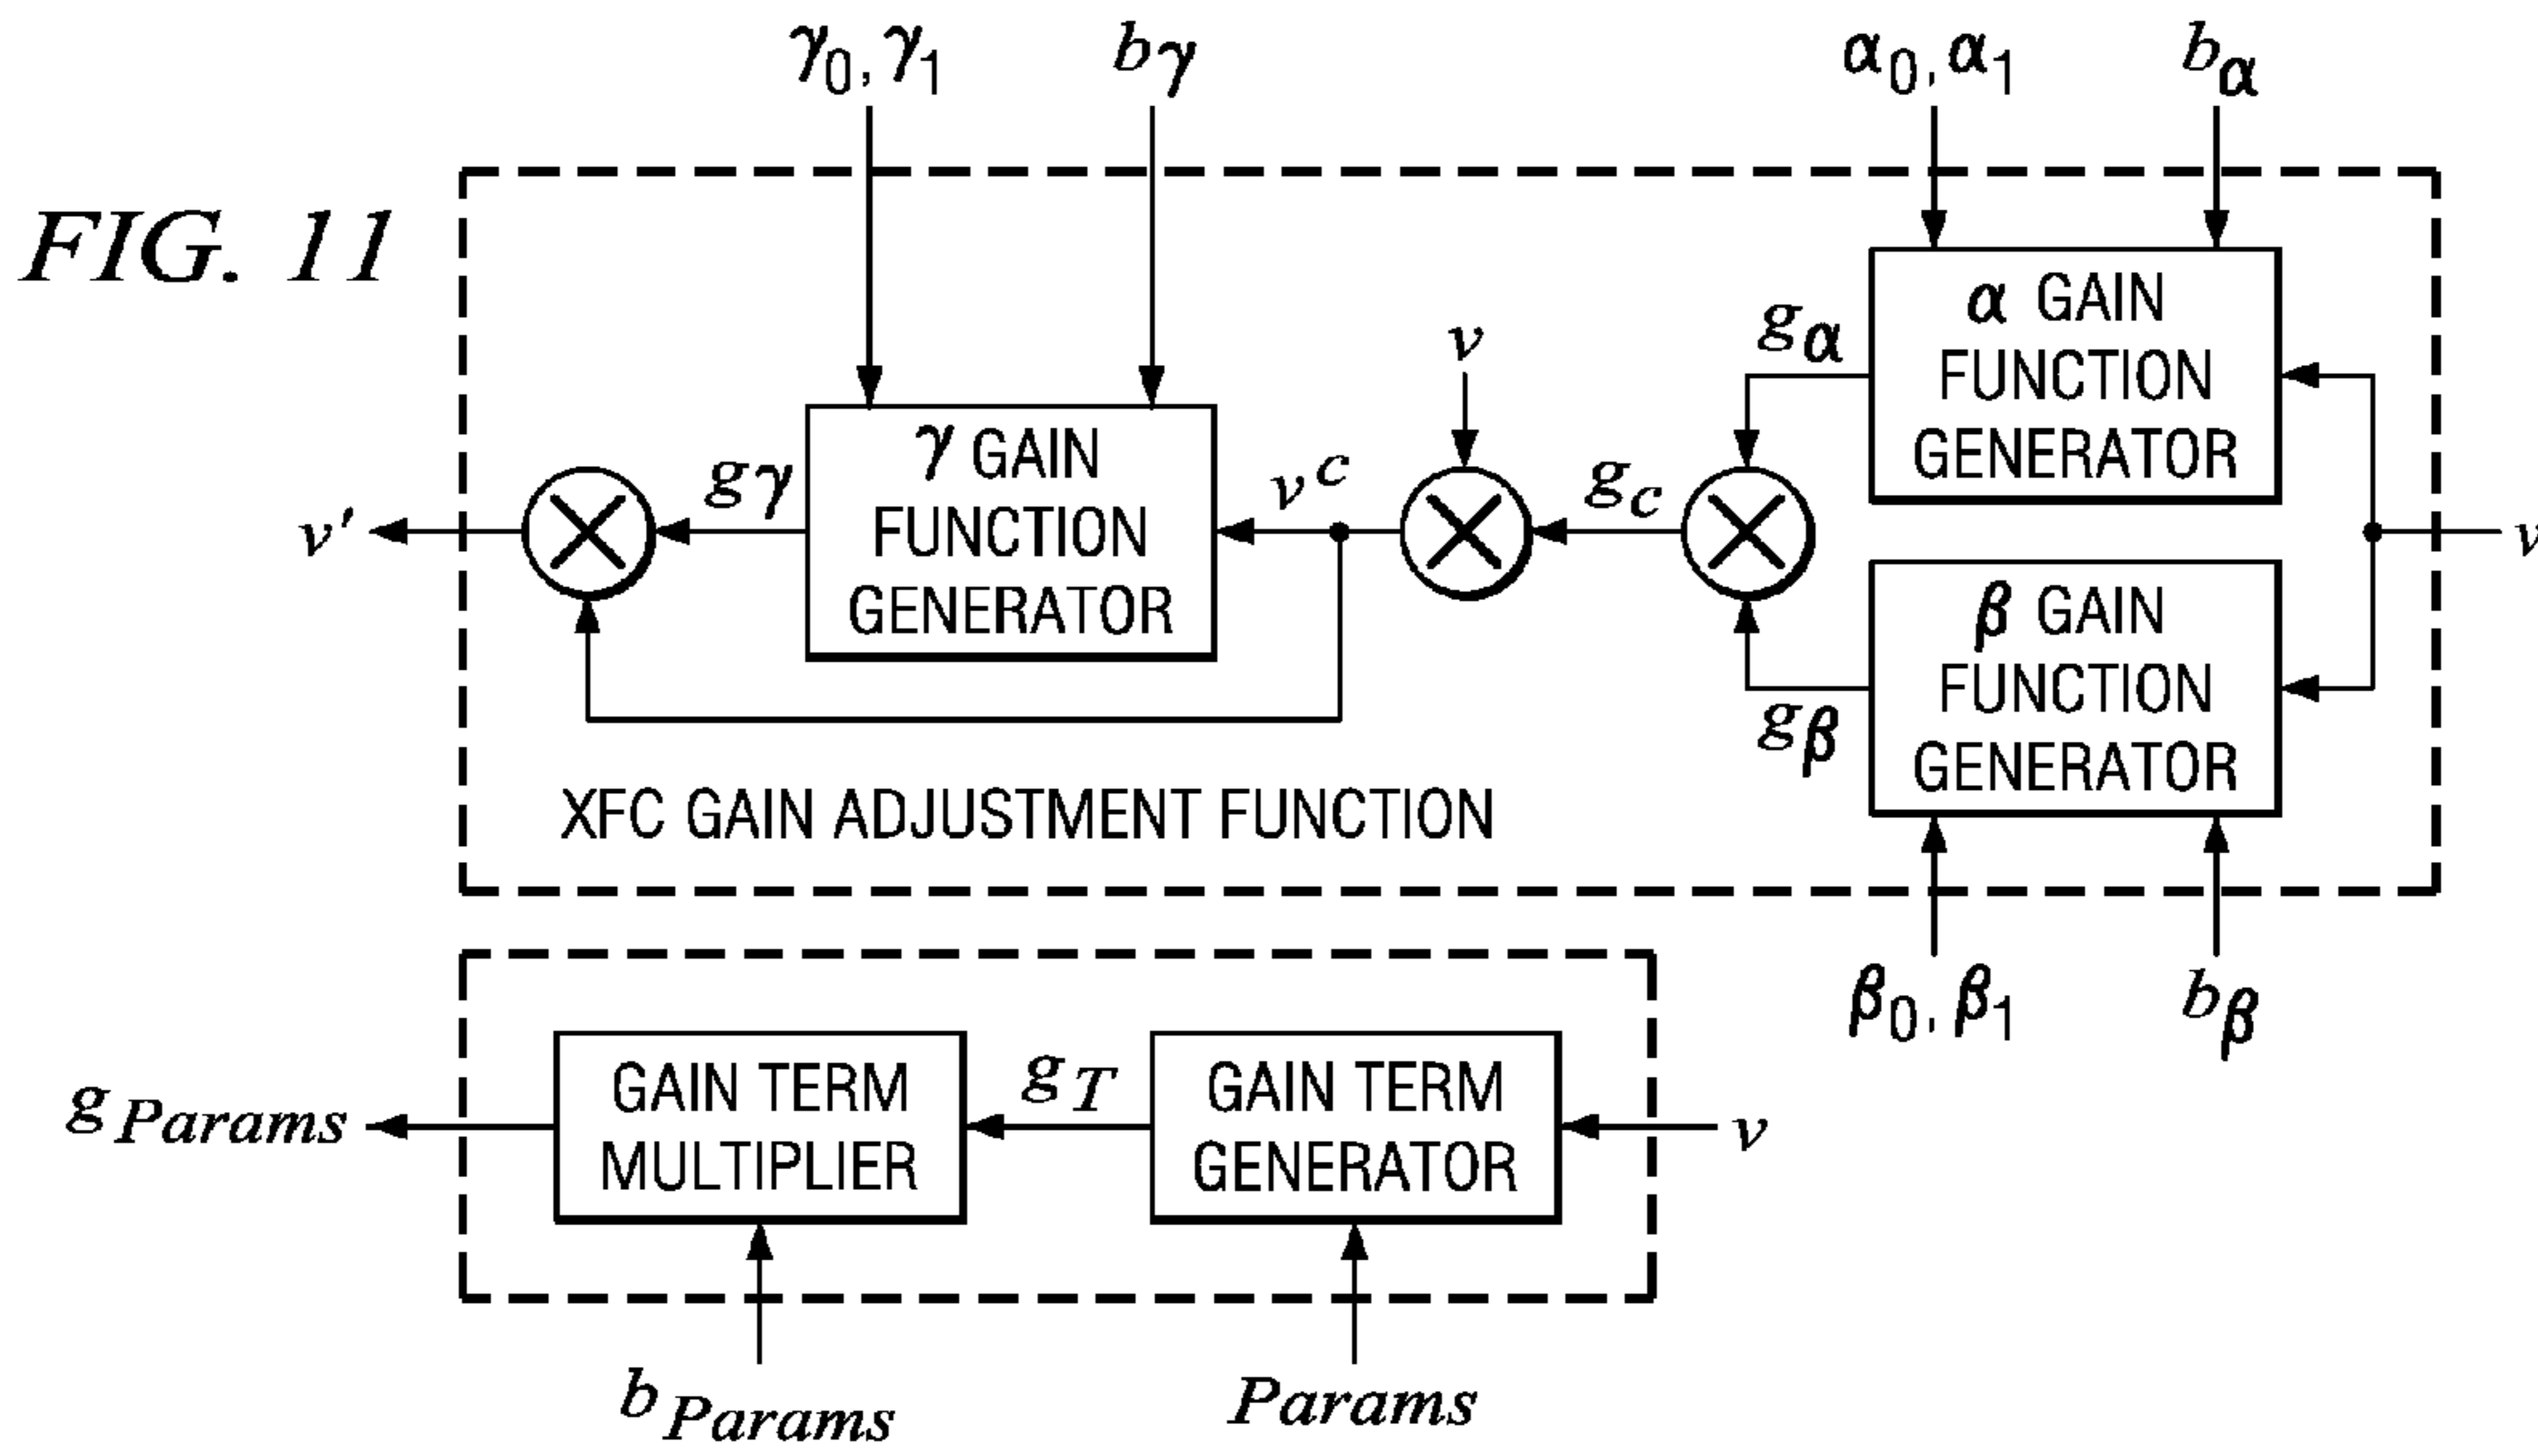 FIG. 11
γ0, γ1
bγ
α0, α1
bα
α GAIN
FUNCTION
GENERATOR
gα
v
γ GAIN
FUNCTION
GENERATOR
gγ
v^c
gc
v'
v
β GAIN
FUNCTION
GENERATOR
gβ
XFC GAIN ADJUSTMENT FUNCTION
β0, β1
bβ
GAIN TERM
MULTIPLIER
gT
GAIN TERM
GENERATOR
gParams
v
bParams
Params